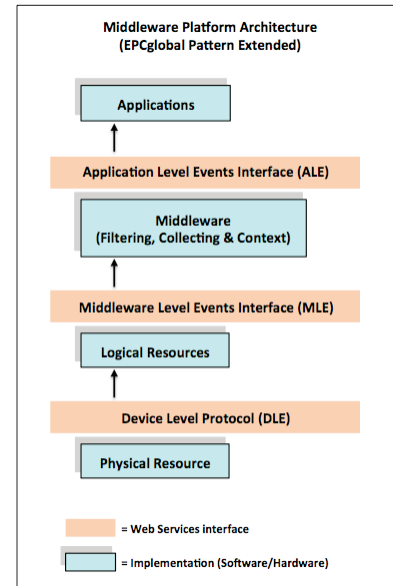 Middleware Platform Architecture
(EPCglobal Pattern Extended)
Applications
Application Level Events Interface (ALE)
Middleware
(Filtering, Collecting & Context)
Middleware Level Events Interface (MLE)
Logical Resources
Device Level Protocol (DLE)
Physical Resource
= Web Services interface
= Implementation (Software/Hardware)